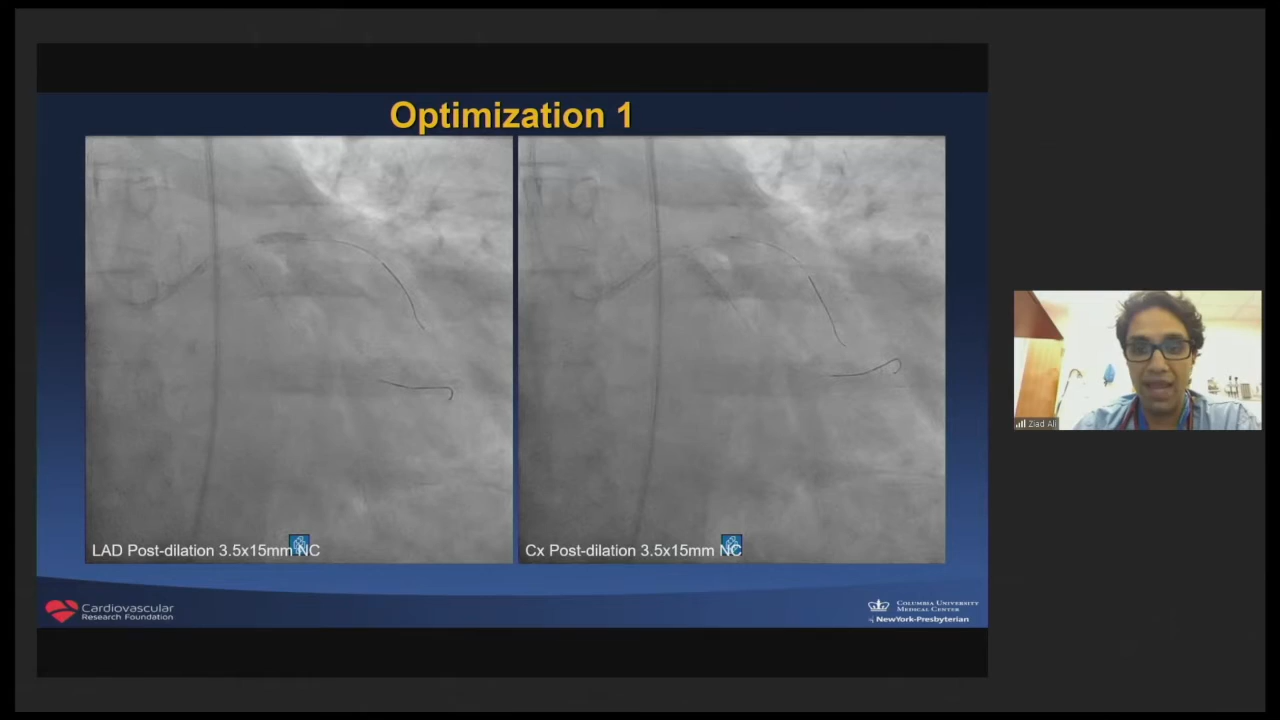 Optimization 1
LAD Post-dilation 3.5x15mm NC
Cx Post-dilation 3.5x15mm NC
Cardiovascular
Research Foundation
COLUMBIA UNIVERSITY
MEDICAL CENTER
NewYork-Presbyterian
Ziad Ali